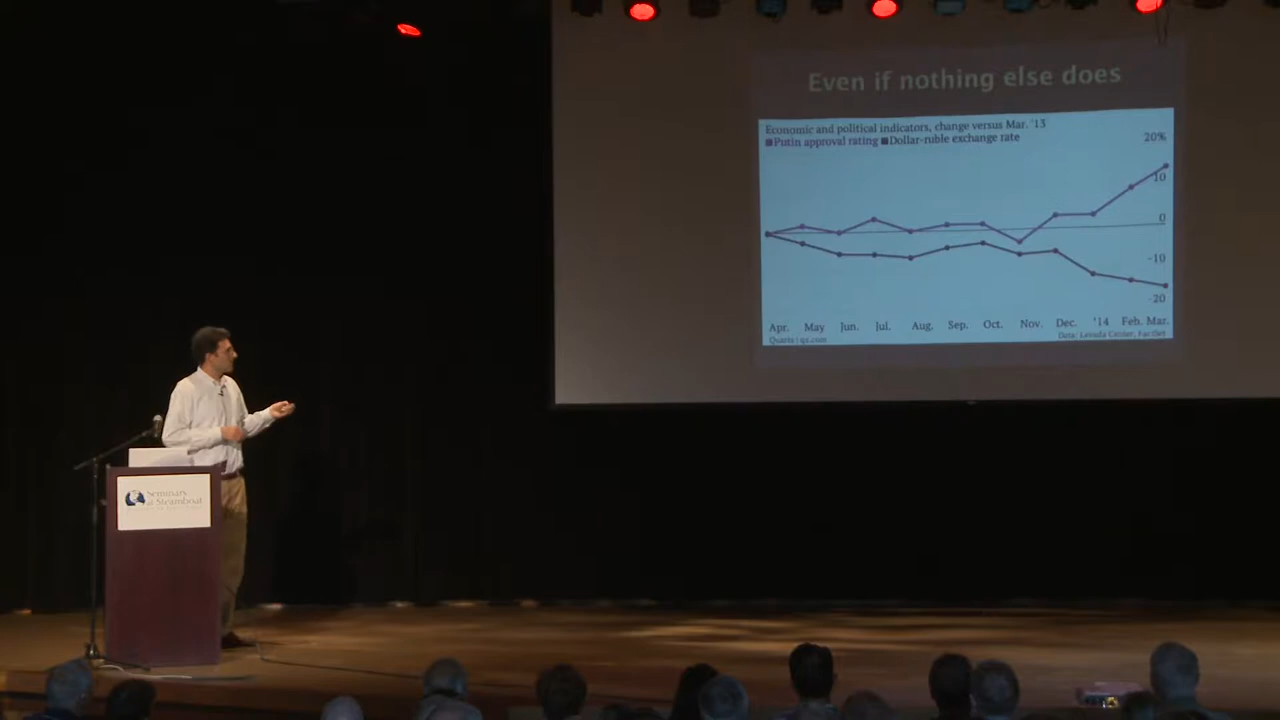 Even if nothing else does
Economic and political indicators, change versus Mar. '13
Putin approval rating Dollar-ruble exchange rate
20%
10
0
-10
-20
Apr. May Jun. Jul. Aug. Sep. Oct. Nov. Dec. '14 Feb. Mar.
Quartz | qz.com
Data: Levada Center, FactSet
Seminars
at Steamboat